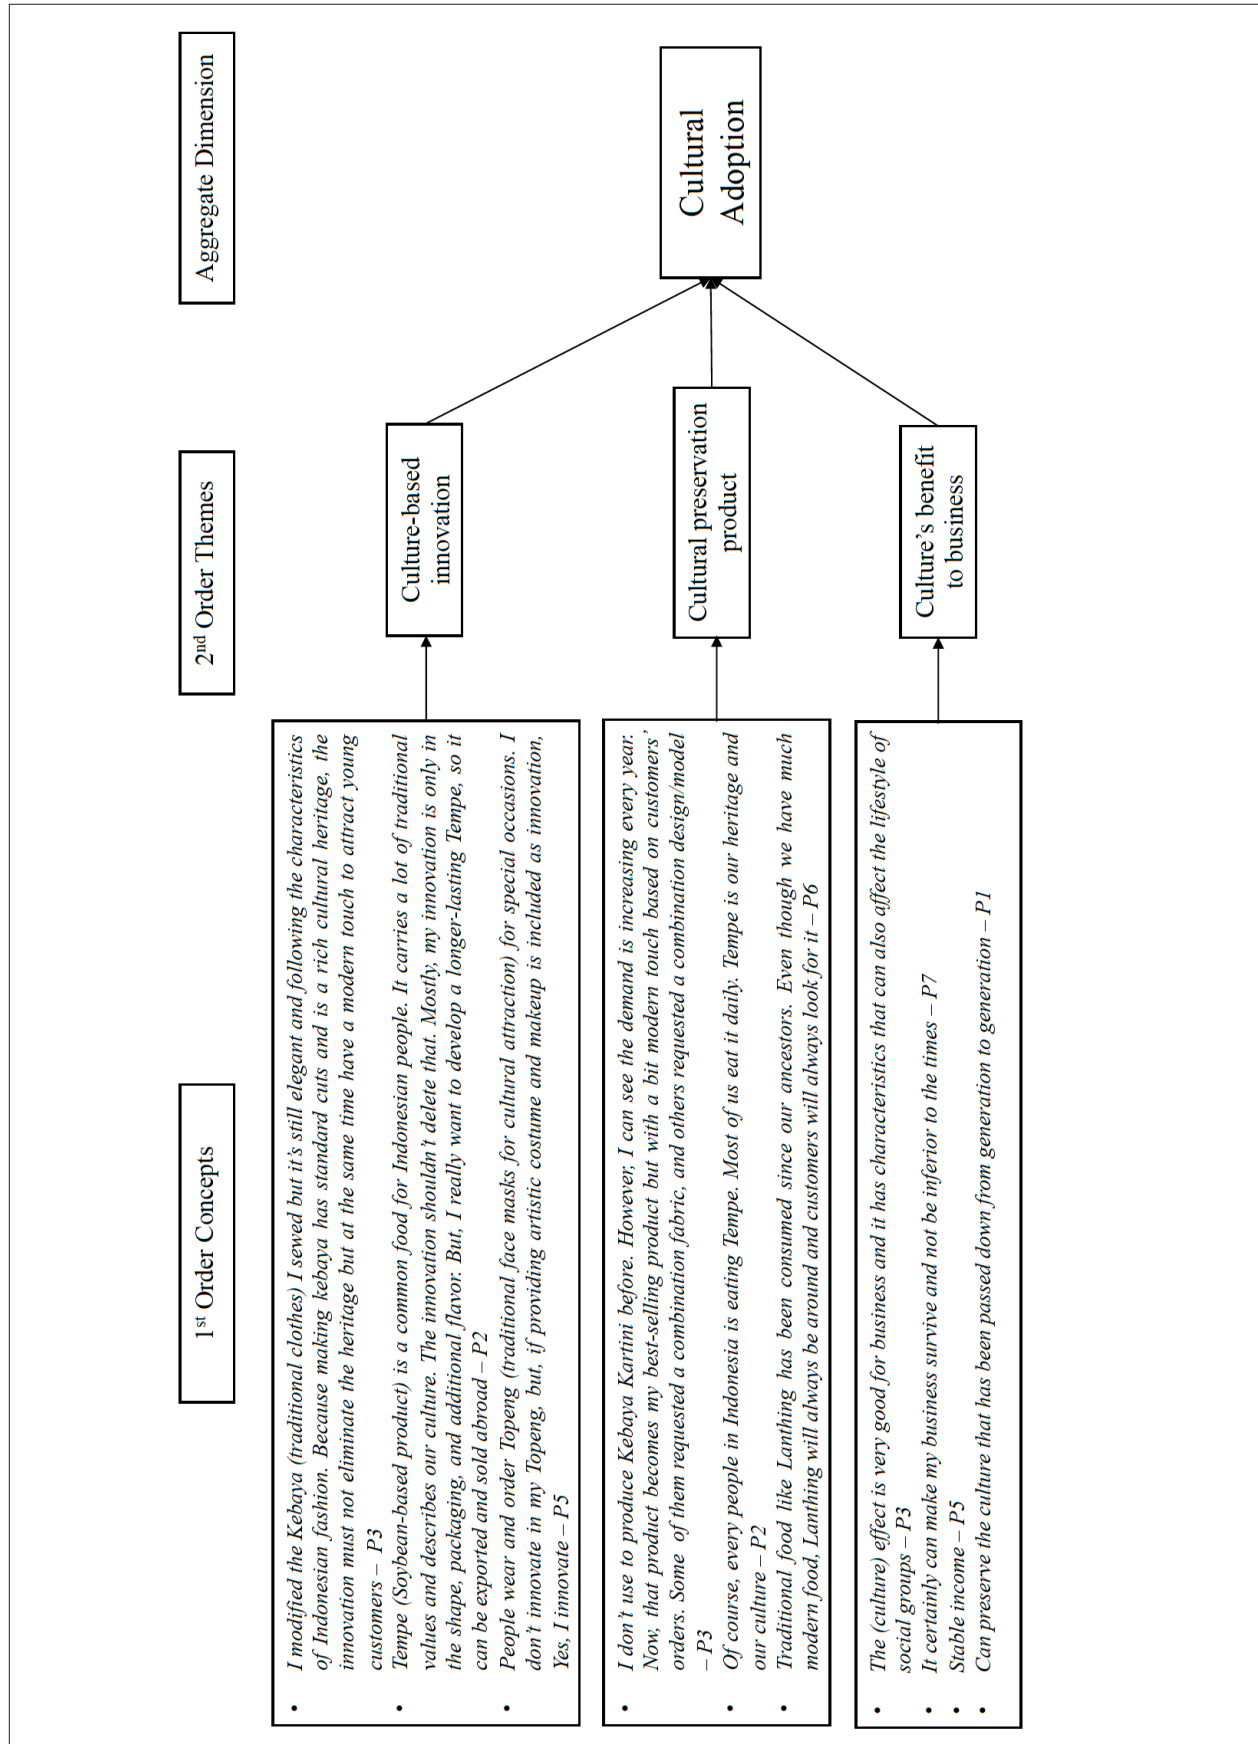 1st Order Concepts
2nd Order Themes
Aggregate Dimension
• I modified the Kebaya (traditional clothes) I sewed but it's still elegant and following the characteristics
of Indonesian fashion. Because making kebaya has standard cuts and is a rich cultural heritage, the
innovation must not eliminate the heritage but at the same time have a modern touch to attract young
customers – P3
• Tempe (Soybean-based product) is a common food for Indonesian people. It carries a lot of traditional
values and describes our culture. The innovation shouldn't delete that. Mostly, my innovation is only in
the shape, packaging, and additional flavor. But, I really want to develop a longer-lasting Tempe, so it
can be exported and sold abroad – P2
• People wear and order Topeng (traditional face masks for cultural attraction) for special occasions. I
don't innovate in my Topeng, but, if providing artistic costume and makeup is included as innovation,
Yes, I innovate – P5
Culture-based
innovation
• I don't use to produce Kebaya Kartini before. However, I can see the demand is increasing every year.
Now, that product becomes my best-selling product but with a bit modern touch based on customers'
orders. Some of them requested a combination fabric, and others requested a combination design/model
– P3
• Of course, every people in Indonesia is eating Tempe. Most of us eat it daily. Tempe is our heritage and
our culture – P2
• Traditional food like Lanthing has been consumed since our ancestors. Even though we have much
modern food, Lanthing will always be around and customers will always look for it – P6
Cultural preservation
product
Cultural
Adoption
• The (culture) effect is very good for business and it has characteristics that can also affect the lifestyle of
social groups – P3
• It certainly can make my business survive and not be inferior to the times – P7
• Stable income – P5
• Can preserve the culture that has been passed down from generation to generation – P1
Culture's benefit
to business